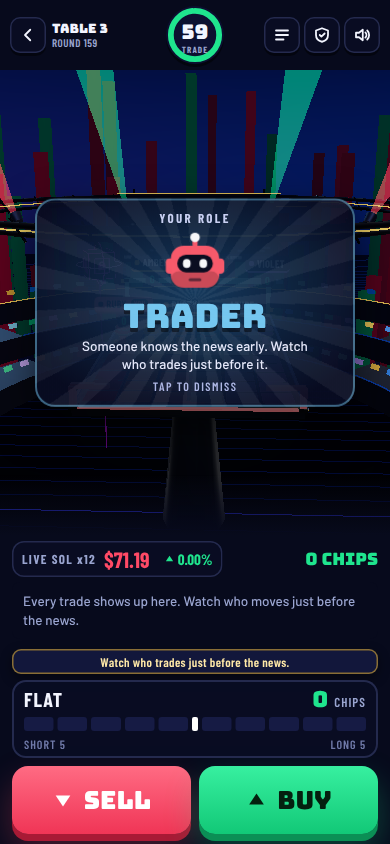 TABLE 3
ROUND 159
59
TRADE
YOUR ROLE
TRADER
Someone knows the news early. Watch
who trades just before it.
TAP TO DISMISS
LIVE SOL x12 $71.19 ▲ 0.00%
0 CHIPS
Every trade shows up here. Watch who moves just before
the news.
Watch who trades just before the news.
FLAT
0 CHIPS
SHORT 5
LONG 5
▼ SELL
▲ BUY